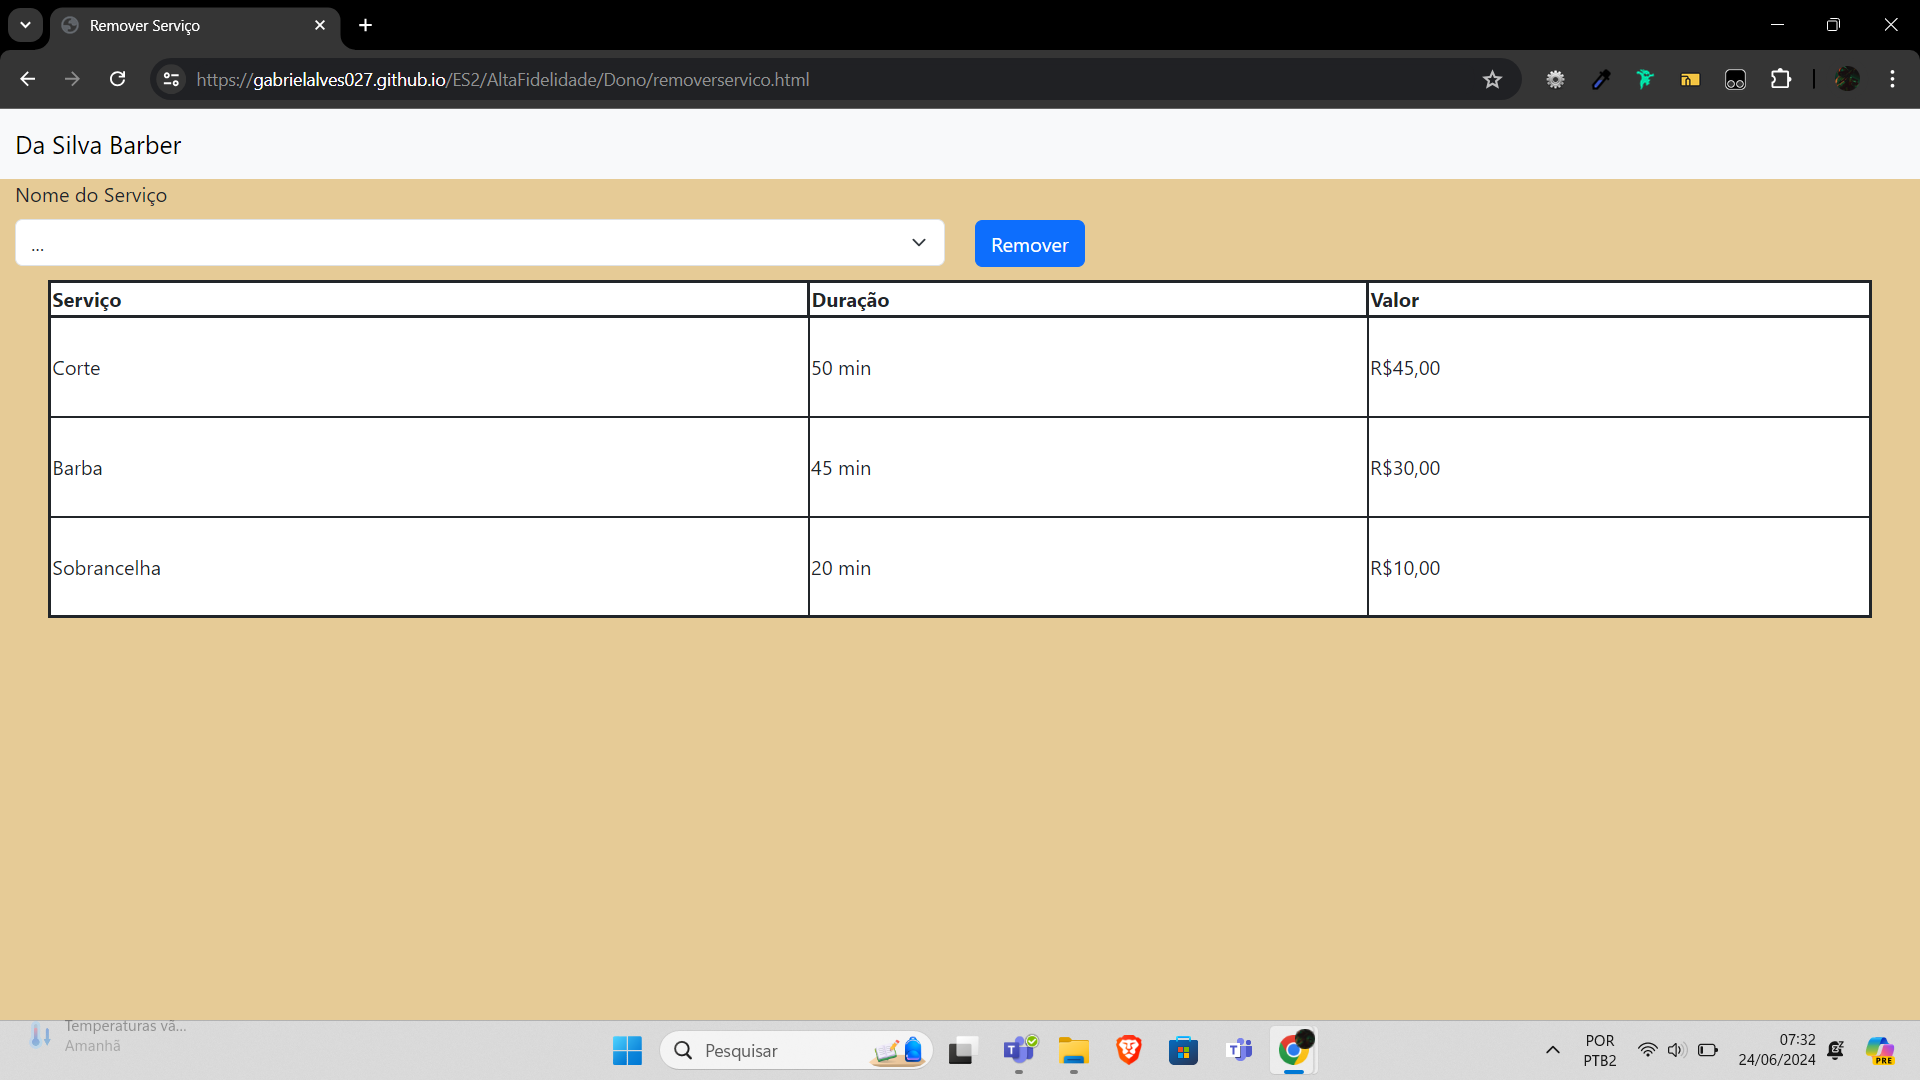 Remover Serviço
https://gabrielalves027.github.io/ES2/AltaFidelidade/Dono/removerservico.html
Da Silva Barber
Nome do Serviço
...
Remover
Serviço Duração Valor
Corte 50 min R$45,00
Barba 45 min R$30,00
Sobrancelha 20 min R$10,00
Temperaturas vã...
Amanhã
Pesquisar
POR
PTB2
07:32
24/06/2024
PRE